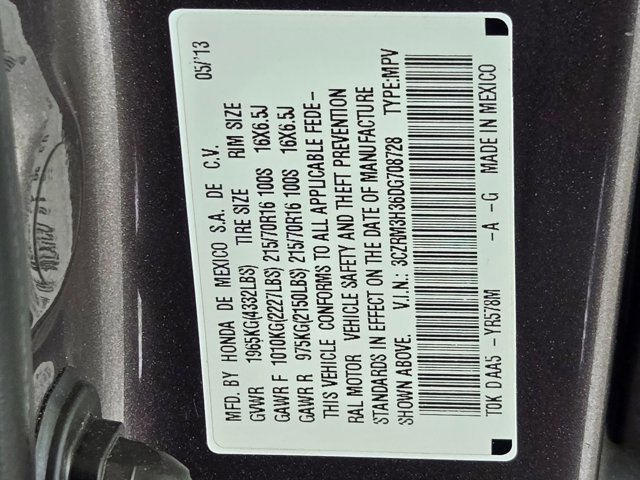 MFD. BY HONDA DE MEXICO S.A. DE C.V. 05/'13
GVWR 1965KG(4332LBS) TIRE SIZE RIM SIZE
GAWR F 1010KG(2227LBS) 215/70R16 100S 16X6.5J
GAWR R 975KG(2150LBS) 215/70R16 100S 16X6.5J
THIS VEHICLE CONFORMS TO ALL APPLICABLE FEDE-
RAL MOTOR VEHICLE SAFETY AND THEFT PREVENTION
STANDARDS IN EFFECT ON THE DATE OF MANUFACTURE
SHOWN ABOVE. V.I.N.: 3CZRM3H36DG708728 TYPE:MPV
T0K DAA5 -YR578M -A -G MADE IN MEXICO